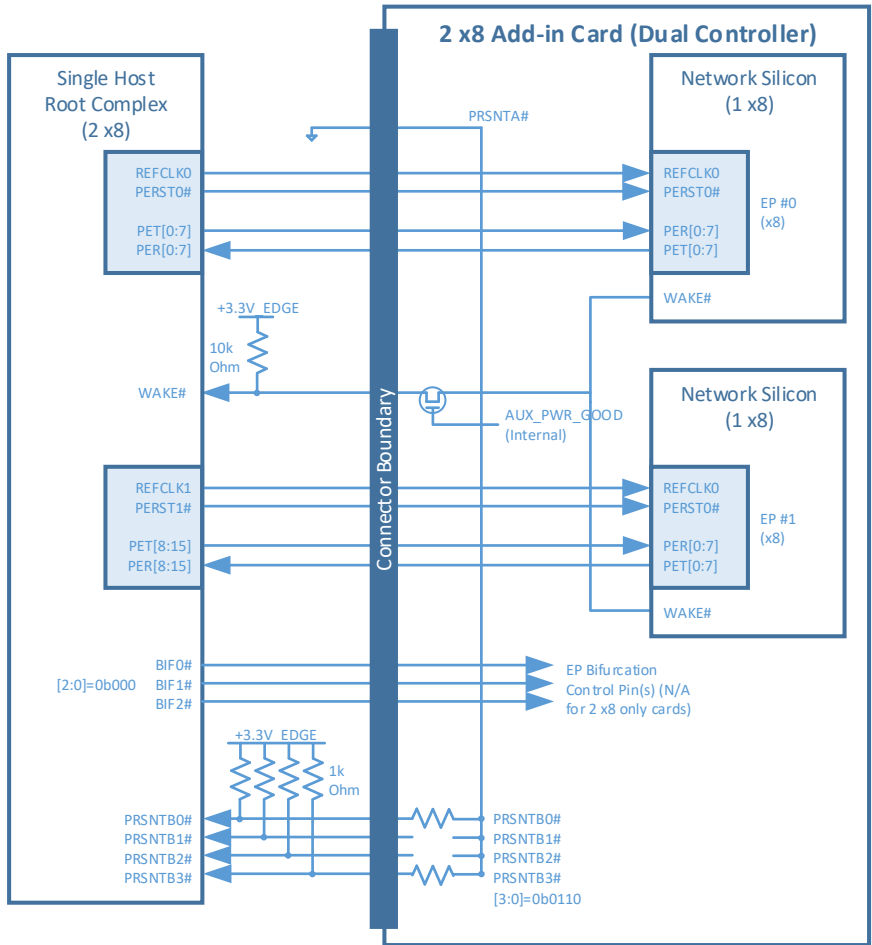 2 x8 Add-in Card (Dual Controller)
Single Host
Root Complex
(2 x8)
Network Silicon
(1 x8)
PRSNTA#
REFCLK0
PERST0#
PET[0:7]
PER[0:7]
REFCLK0
PERST0#
PER[0:7]
PET[0:7]
EP #0
(x8)
WAKE#
+3.3V_EDGE
10k
Ohm
WAKE#
Connector Boundary
AUX_PWR_GOOD
(Internal)
Network Silicon
(1 x8)
REFCLK1
PERST1#
PET[8:15]
PER[8:15]
REFCLK0
PERST0#
PER[0:7]
PET[0:7]
EP #1
(x8)
WAKE#
[2:0]=0b000
BIF0#
BIF1#
BIF2#
EP Bifurcation
Control Pin(s) (N/A
for 2 x8 only cards)
+3.3V_EDGE
1k
Ohm
PRSNTB0#
PRSNTB1#
PRSNTB2#
PRSNTB3#
PRSNTB0#
PRSNTB1#
PRSNTB2#
PRSNTB3#
[3:0]=0b0110